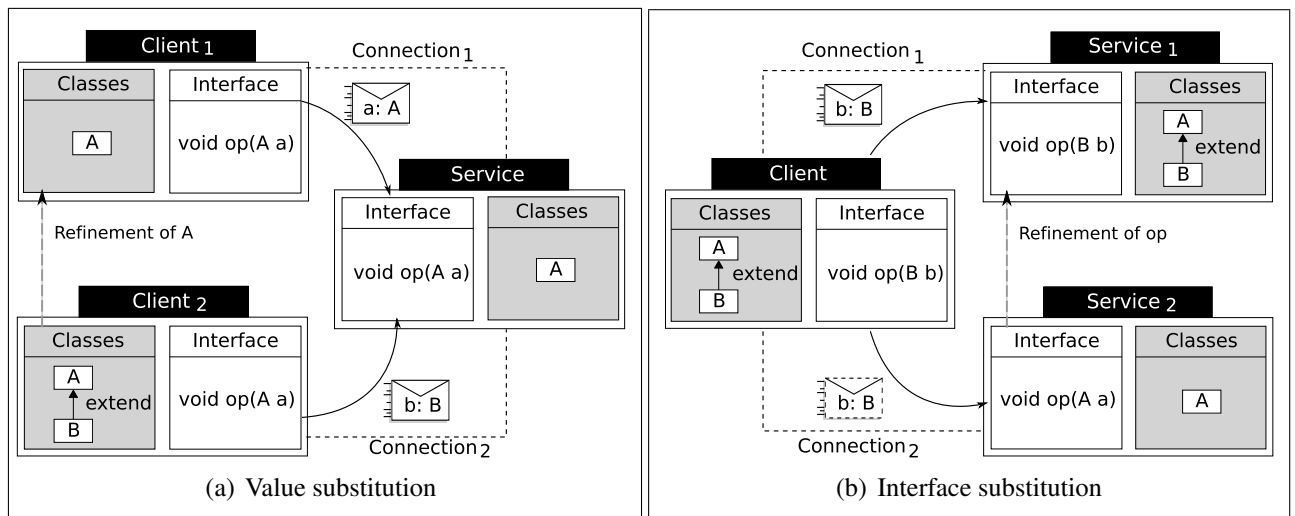 Client 1
Connection 1
Classes
Interface
a: A
A
void op(A a)
Service
Interface
Classes
Refinement of A
void op(A a)
A
Client 2
Classes
Interface
A
extend
B
void op(A a)
b: B
Connection 2
(a) Value substitution
Service 1
Connection 1
Interface
Classes
b: B
A
extend
B
void op(B b)
Client
Classes
Interface
A
extend
B
void op(B b)
Refinement of op
Service 2
Interface
Classes
b: B
void op(A a)
A
Connection 2
(b) Interface substitution